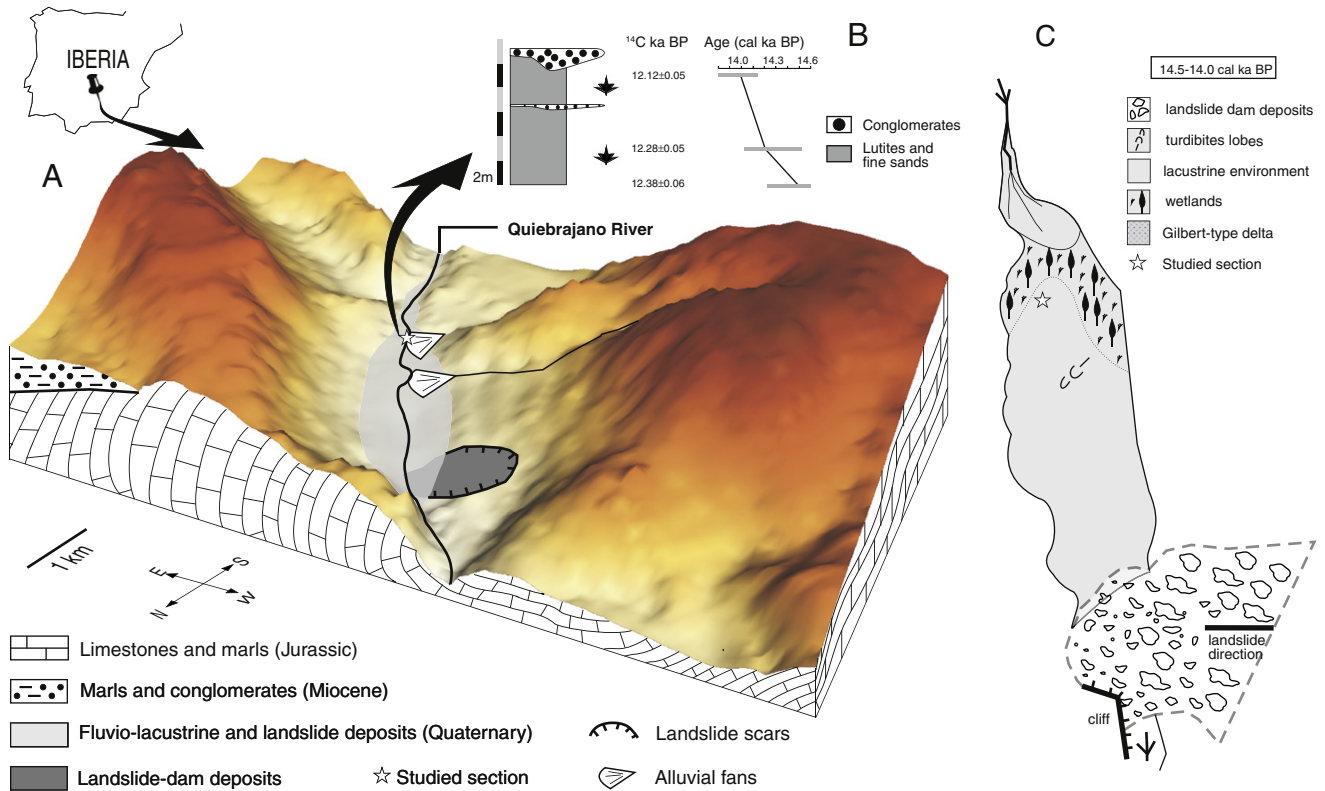 IBERIA
A
2m
¹⁴C ka BP
12.12±0.05
12.28±0.05
12.38±0.06
Age (cal ka BP)
14.0 14.3 14.6
B
Conglomerates
Lutites and
fine sands
Quiebrajano River
1 km
E
S
N
W
Limestones and marls (Jurassic)
Marls and conglomerates (Miocene)
Fluvio-lacustrine and landslide deposits (Quaternary)
Landslide-dam deposits
Studied section
Landslide scars
Alluvial fans
C
14.5-14.0 cal ka BP
landslide dam deposits
turdibites lobes
lacustrine environment
wetlands
Gilbert-type delta
Studied section
landslide
direction
cliff